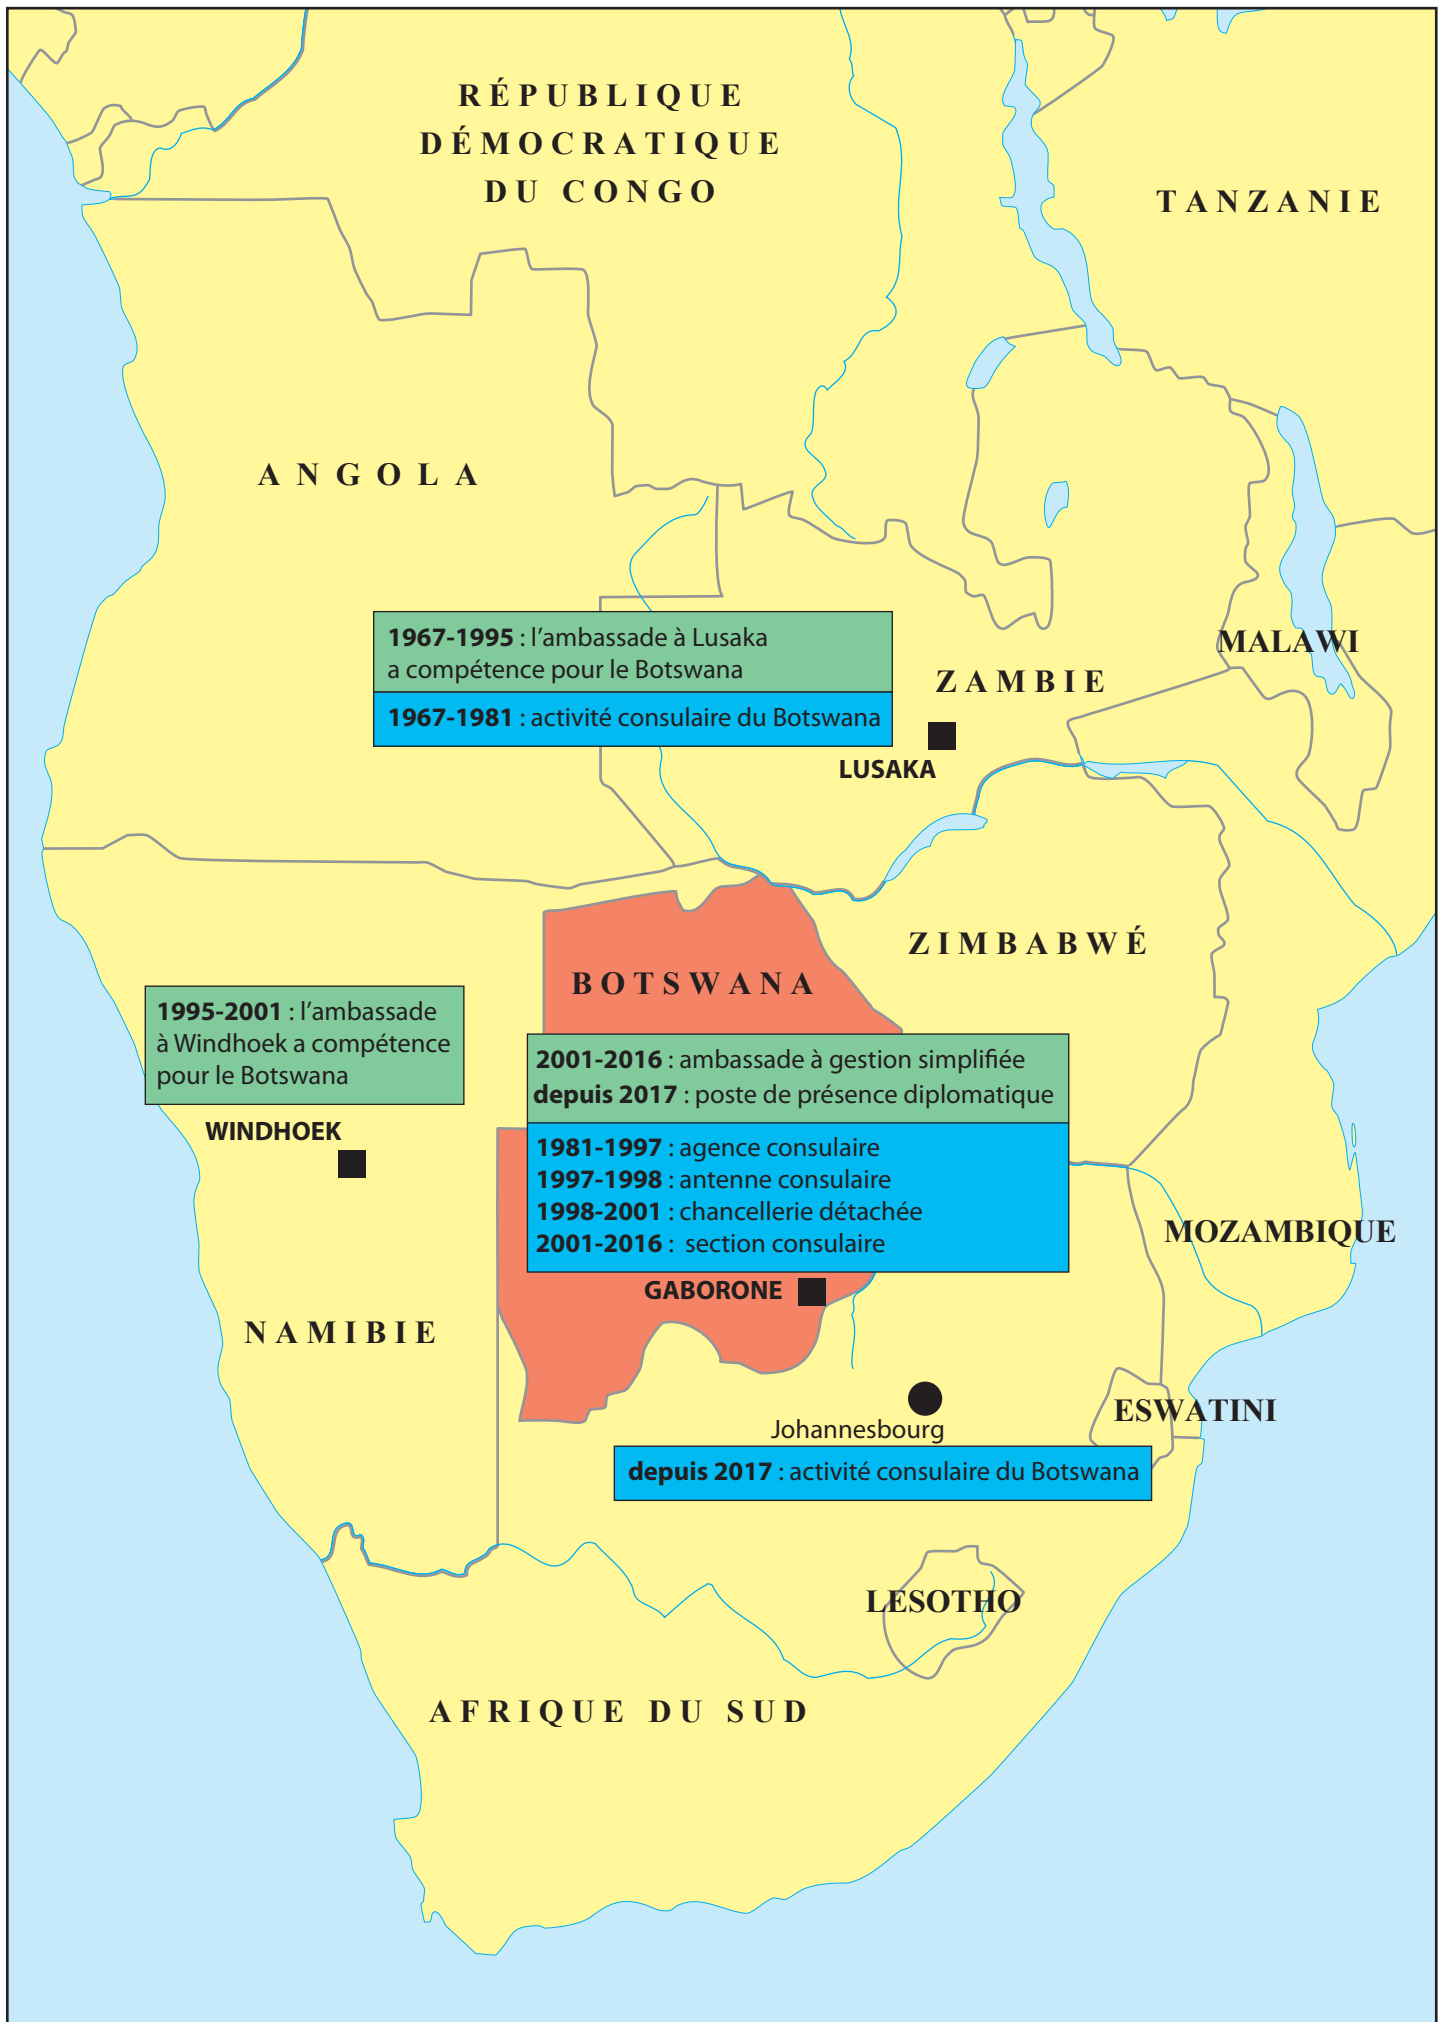 RÉPUBLIQUE
DÉMOCRATIQUE
DU CONGO
TANZANIE
ANGOLA
1967-1995 : l’ambassade à Lusaka
a compétence pour le Botswana
1967-1981 : activité consulaire du Botswana
MALAWI
ZAMBIE
LUSAKA
ZIMBABWÉ
BOTSWANA
1995-2001 : l’ambassade
à Windhoek a compétence
pour le Botswana
WINDHOEK
2001-2016 : ambassade à gestion simplifiée
depuis 2017 : poste de présence diplomatique
1981-1997 : agence consulaire
1997-1998 : antenne consulaire
1998-2001 : chancellerie détachée
2001-2016 : section consulaire
MOZAMBIQUE
GABORONE
NAMIBIE
ESWATINI
Johannesbourg
depuis 2017 : activité consulaire du Botswana
LESOTHO
AFRIQUE DU SUD